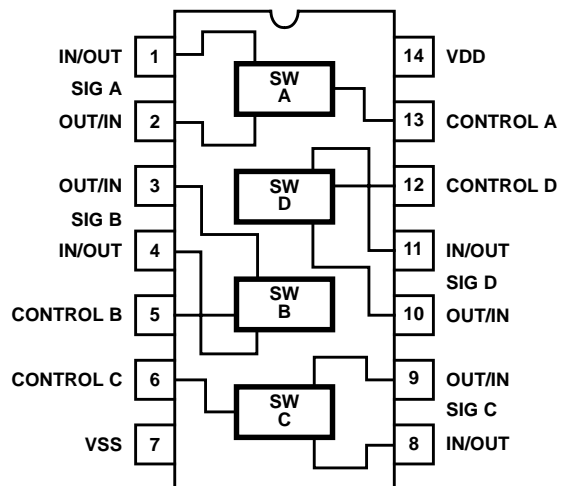 IN/OUT 1 14 VDD
SIG A
SW
A
OUT/IN 2 13 CONTROL A
OUT/IN 3 12 CONTROL D
SW
D
SIG B
IN/OUT 4 11 IN/OUT
SIG D
SW
B
CONTROL B 5 10 OUT/IN
CONTROL C 6 9 OUT/IN
SIG C
SW
C
VSS 7 8 IN/OUT